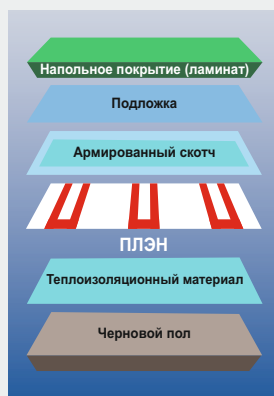 Напольное покрытие (ламинат)
Подложка
Армированный скотч
ПЛЭН
Теплоизоляционный материал
Черновой пол